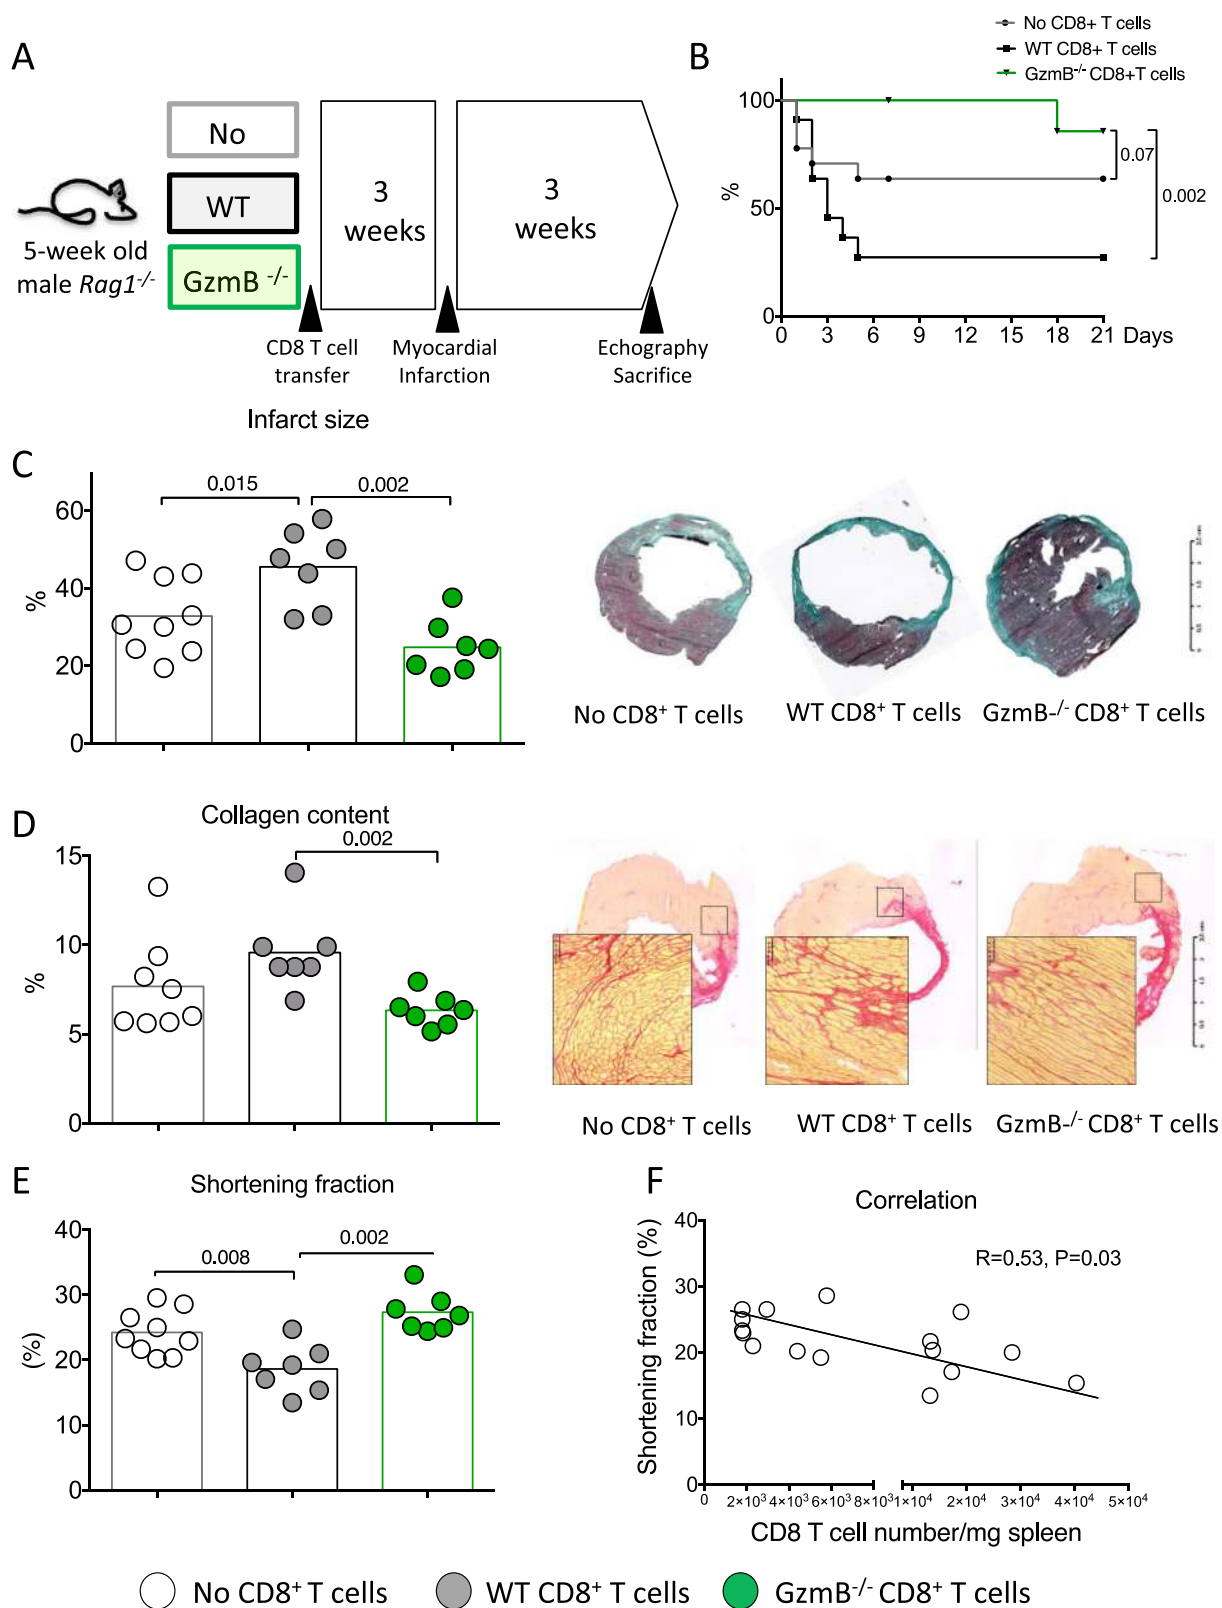 A
No
WT
GzmB -/-
5-week old
male Rag1-/-
3
weeks
3
weeks
CD8 T cell
transfer
Myocardial
Infarction
Echography
Sacrifice
B
No CD8+ T cells
WT CD8+ T cells
GzmB-/- CD8+T cells
100
50
0
%
0 3 6 9 12 15 18 21 Days
0.07
0.002
C
Infarct size
60
40
20
0
%
0.015
0.002
No CD8+ T cells
WT CD8+ T cells
GzmB-/- CD8+ T cells
D
Collagen content
15
10
5
0
%
0.002
No CD8+ T cells
WT CD8+ T cells
GzmB-/- CD8+ T cells
E
Shortening fraction
40
30
20
10
0
(%)
0.008
0.002
F
Correlation
R=0.53, P=0.03
40
30
20
10
0
Shortening fraction (%)
0 2×10³ 4×10³ 6×10³ 8×10³ 1×10⁴ 2×10⁴ 3×10⁴ 4×10⁴ 5×10⁴
CD8 T cell number/mg spleen
No CD8+ T cells
WT CD8+ T cells
GzmB-/- CD8+ T cells